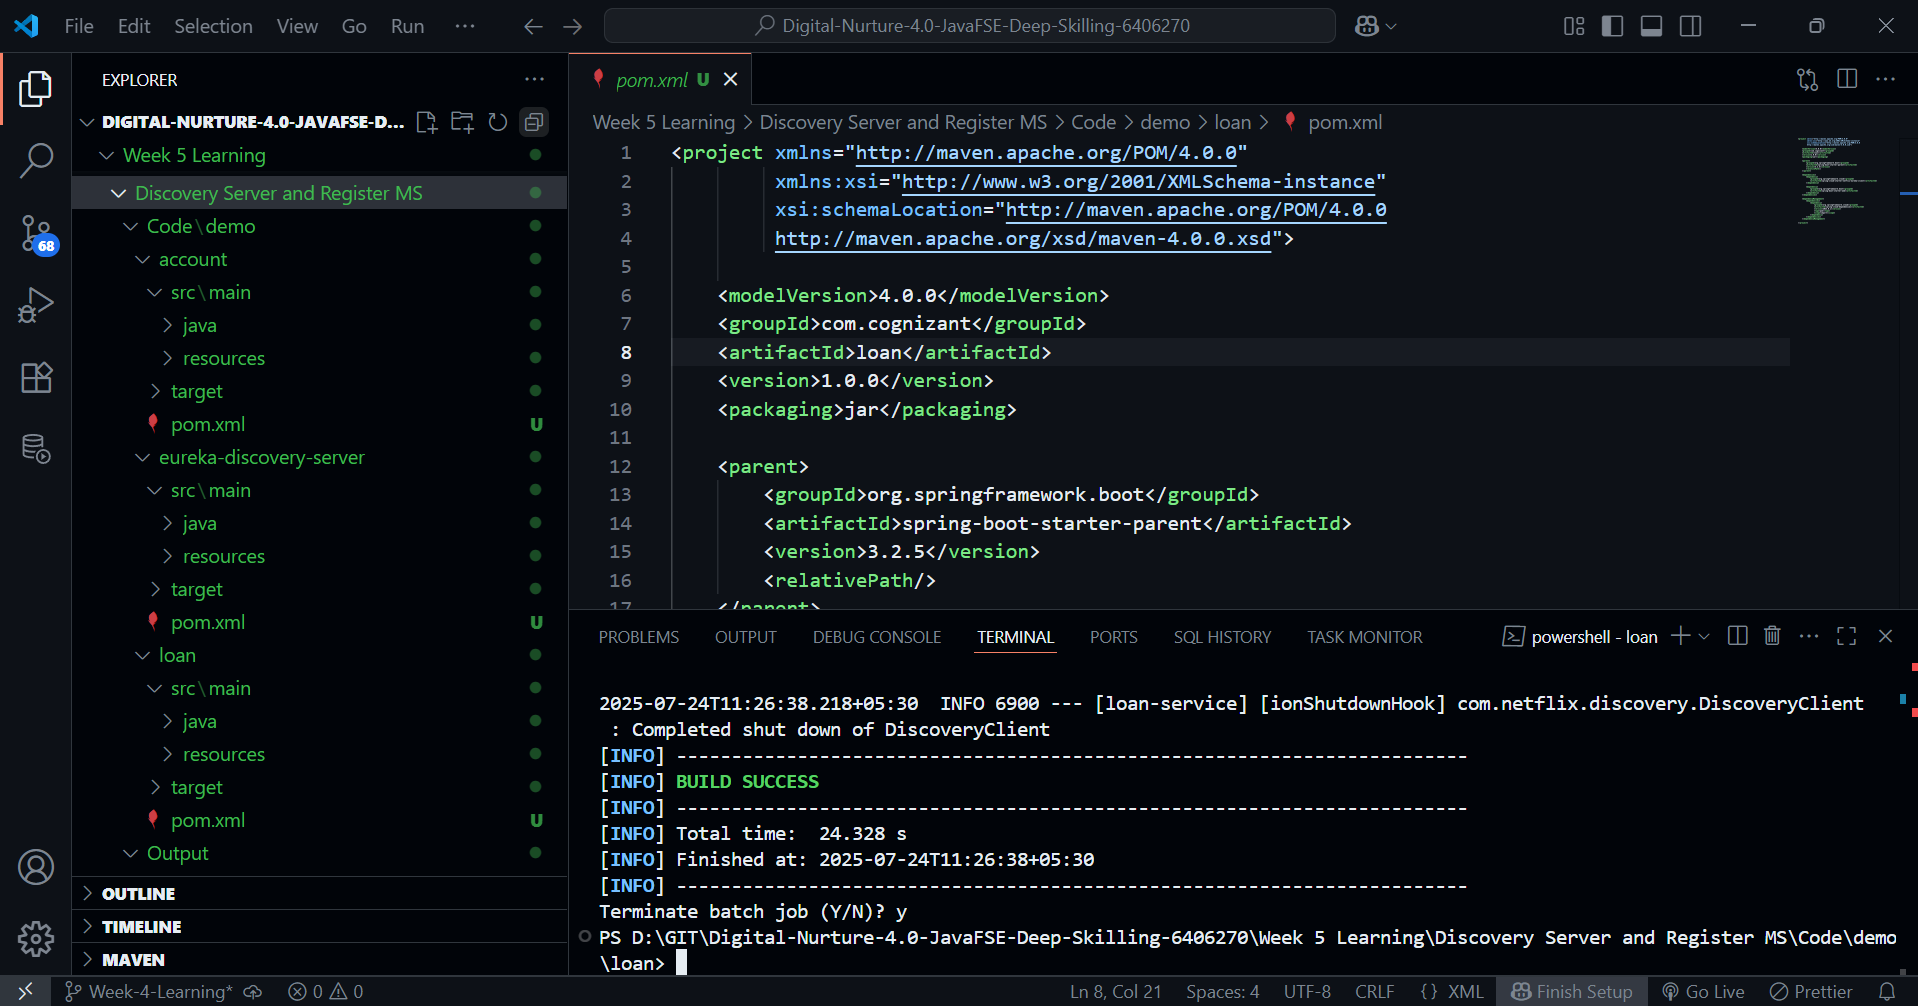 File Edit Selection View Go Run ··· Digital-Nurture-4.0-JavaFSE-Deep-Skilling-6406270
EXPLORER
DIGITAL-NURTURE-4.0-JAVAFSE-D...
Week 5 Learning
Discovery Server and Register MS
Code\demo
account
src\main
java
resources
target
pom.xml U
eureka-discovery-server
src\main
java
resources
target
pom.xml U
loan
src\main
java
resources
target
pom.xml U
Output
OUTLINE
TIMELINE
MAVEN
68
pom.xml U
Week 5 Learning > Discovery Server and Register MS > Code > demo > loan > pom.xml
1 <project xmlns="http://maven.apache.org/POM/4.0.0"
2 xmlns:xsi="http://www.w3.org/2001/XMLSchema-instance"
3 xsi:schemaLocation="http://maven.apache.org/POM/4.0.0
4 http://maven.apache.org/xsd/maven-4.0.0.xsd">
5
6 <modelVersion>4.0.0</modelVersion>
7 <groupId>com.cognizant</groupId>
8 <artifactId>loan</artifactId>
9 <version>1.0.0</version>
10 <packaging>jar</packaging>
11
12 <parent>
13 <groupId>org.springframework.boot</groupId>
14 <artifactId>spring-boot-starter-parent</artifactId>
15 <version>3.2.5</version>
16 <relativePath/>
17 </parent>
PROBLEMS OUTPUT DEBUG CONSOLE TERMINAL PORTS SQL HISTORY TASK MONITOR powershell - loan
2025-07-24T11:26:38.218+05:30  INFO 6900 --- [loan-service] [ionShutdownHook] com.netflix.discovery.DiscoveryClient
: Completed shut down of DiscoveryClient
[INFO] ------------------------------------------------------------------------
[INFO] BUILD SUCCESS
[INFO] ------------------------------------------------------------------------
[INFO] Total time:  24.328 s
[INFO] Finished at: 2025-07-24T11:26:38+05:30
[INFO] ------------------------------------------------------------------------
Terminate batch job (Y/N)? y
PS D:\GIT\Digital-Nurture-4.0-JavaFSE-Deep-Skilling-6406270\Week 5 Learning\Discovery Server and Register MS\Code\demo
\loan>
Week-4-Learning* 0 0 Ln 8, Col 21 Spaces: 4 UTF-8 CRLF {} XML Finish Setup Go Live Prettier